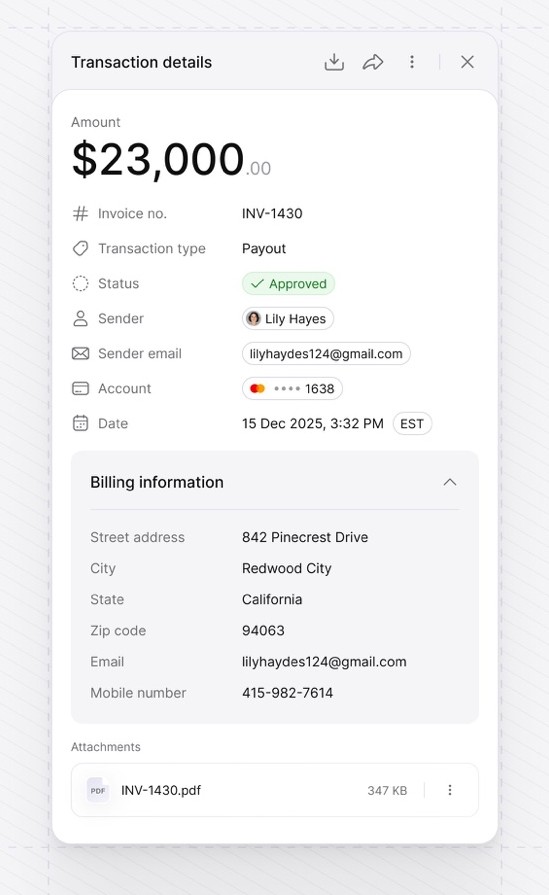 Transaction details
Amount
$23,000.00
Invoice no. INV-1430
Transaction type Payout
Status Approved
Sender Lily Hayes
Sender email lilyhaydes124@gmail.com
Account •••• 1638
Date 15 Dec 2025, 3:32 PM EST
Billing information
Street address 842 Pinecrest Drive
City Redwood City
State California
Zip code 94063
Email lilyhaydes124@gmail.com
Mobile number 415-982-7614
Attachments
PDF INV-1430.pdf 347 KB